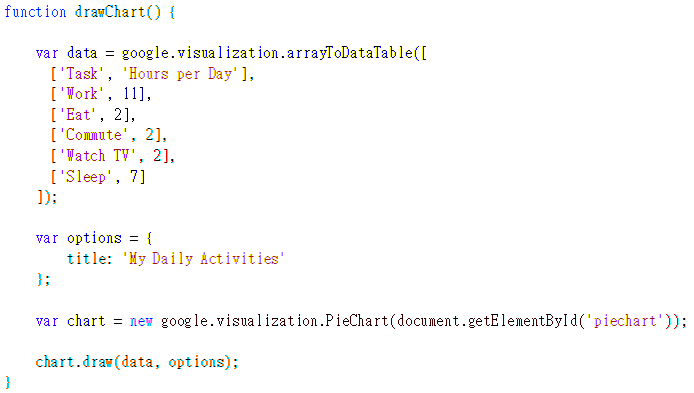 function drawChart() {
var data = google.visualization.arrayToDataTable([
['Task', 'Hours per Day'],
['Work', 11],
['Eat', 2],
['Commute', 2],
['Watch TV', 2],
['Sleep', 7]
]);
var options = {
title: 'My Daily Activities'
};
var chart = new google.visualization.PieChart(document.getElementById('piechart'));
chart.draw(data, options);
}